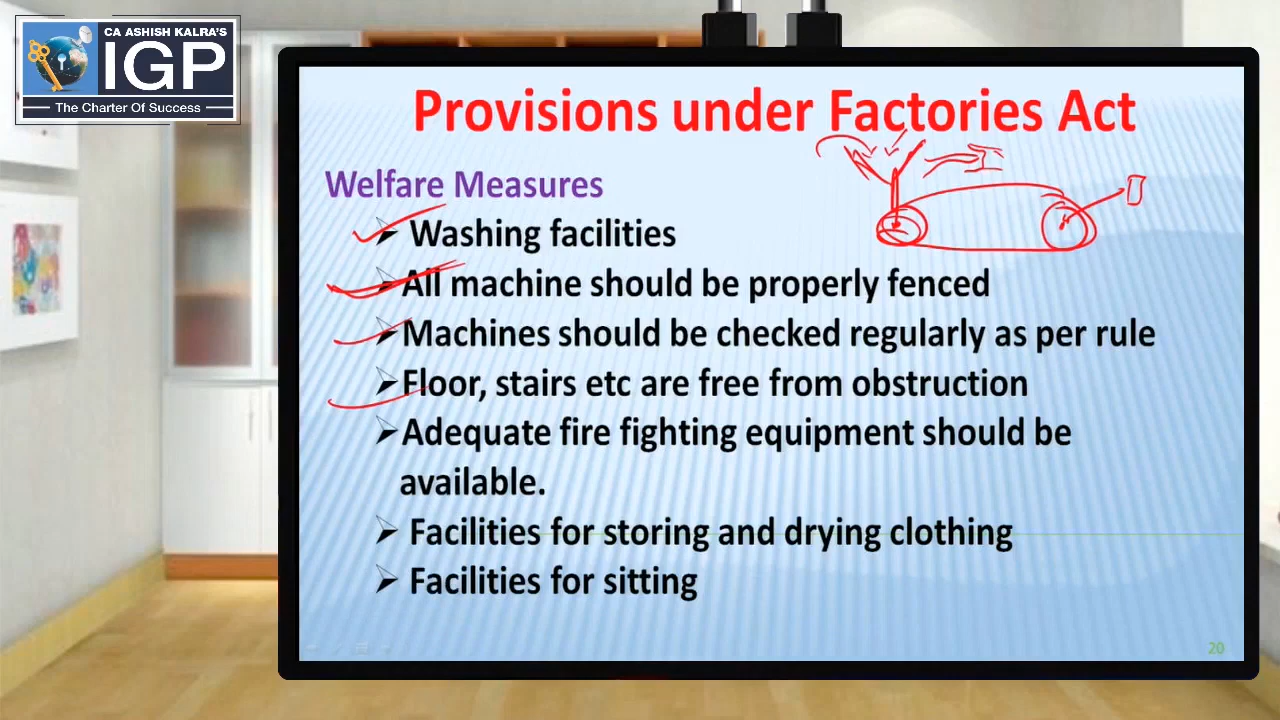 CA ASHISH KALRA'S
IGP
The Charter Of Success
Provisions under Factories Act
Welfare Measures
Washing facilities
All machine should be properly fenced
Machines should be checked regularly as per rule
Floor, stairs etc are free from obstruction
Adequate fire fighting equipment should be
available.
Facilities for storing and drying clothing
Facilities for sitting
20